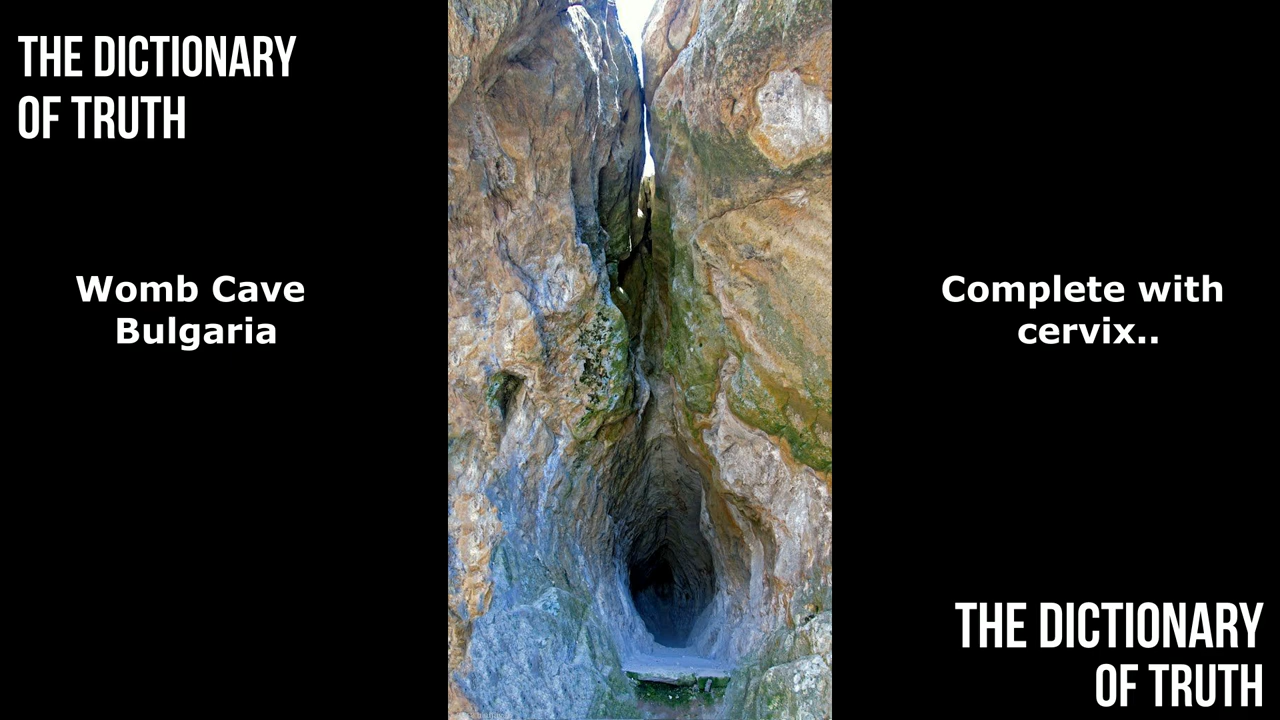 THE DICTIONARY
OF TRUTH
Womb Cave
Bulgaria
Complete with
cervix..
THE DICTIONARY
OF TRUTH